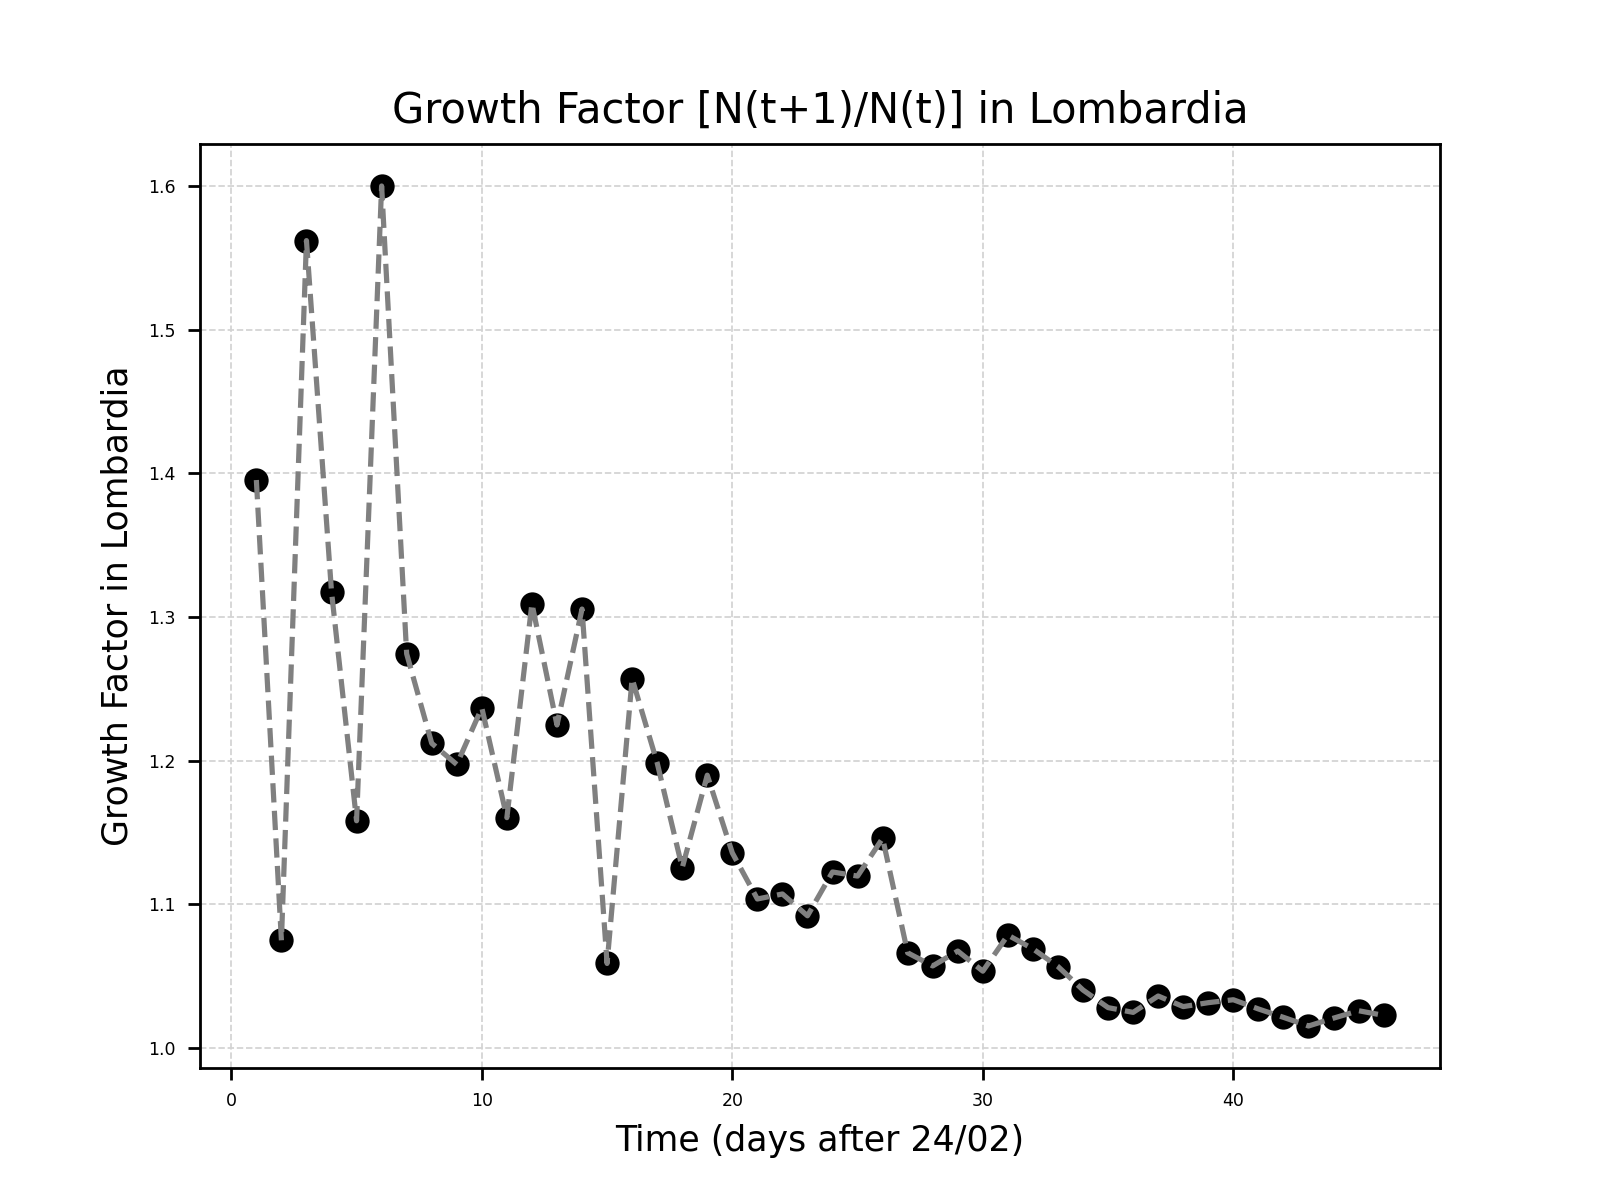 Growth Factor [N(t+1)/N(t)] in Lombardia
Growth Factor in Lombardia
1.6
1.5
1.4
1.3
1.2
1.1
1.0
0 10 20 30 40
Time (days after 24/02)